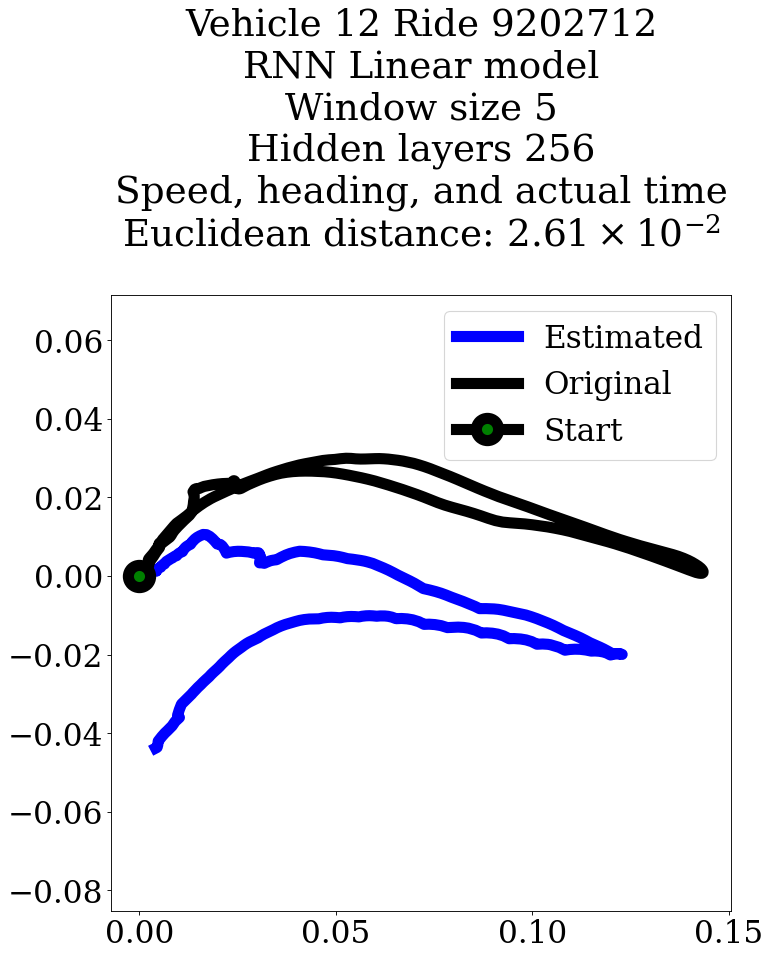 Vehicle 12 Ride 9202712
RNN Linear model
Window size 5
Hidden layers 256
Speed, heading, and actual time
Euclidean distance: 2.61 × 10⁻²
Estimated
Original
Start
0.06
0.04
0.02
0.00
−0.02
−0.04
−0.06
−0.08
0.00 0.05 0.10 0.15